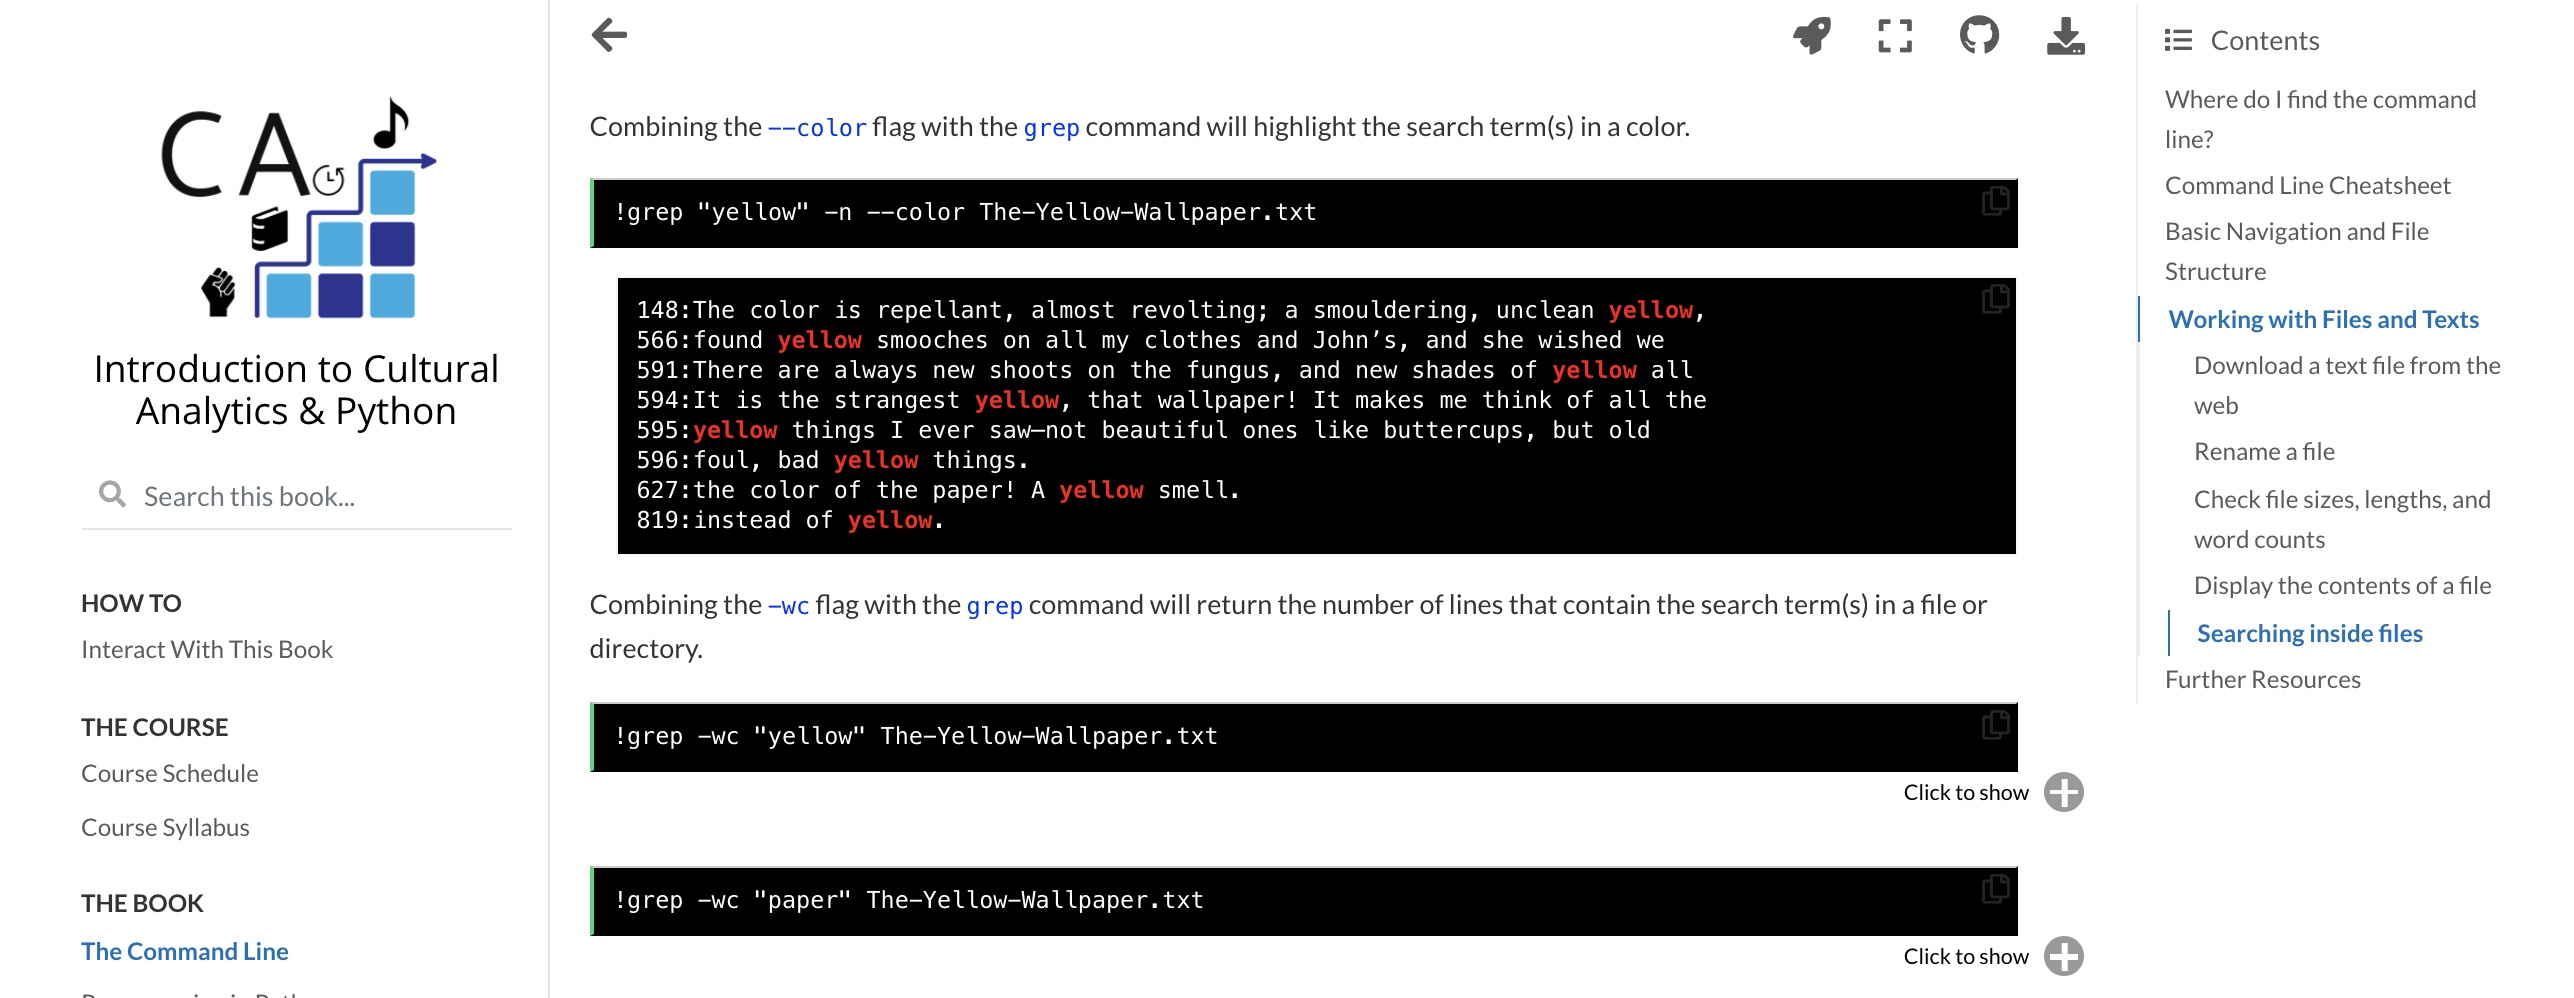 CA
Introduction to Cultural
Analytics & Python
Search this book...
HOW TO
Interact With This Book
THE COURSE
Course Schedule
Course Syllabus
THE BOOK
The Command Line
Combining the --color flag with the grep command will highlight the search term(s) in a color.
!grep "yellow" -n --color The-Yellow-Wallpaper.txt
148:The color is repellant, almost revolting; a smouldering, unclean yellow,
566:found yellow smooches on all my clothes and John’s, and she wished we
591:There are always new shoots on the fungus, and new shades of yellow all
594:It is the strangest yellow, that wallpaper! It makes me think of all the
595:yellow things I ever saw—not beautiful ones like buttercups, but old
596:foul, bad yellow things.
627:the color of the paper! A yellow smell.
819:instead of yellow.
Combining the -wc flag with the grep command will return the number of lines that contain the search term(s) in a file or
directory.
!grep -wc "yellow" The-Yellow-Wallpaper.txt
Click to show
!grep -wc "paper" The-Yellow-Wallpaper.txt
Click to show
Contents
Where do I find the command
line?
Command Line Cheatsheet
Basic Navigation and File
Structure
Working with Files and Texts
Download a text file from the
web
Rename a file
Check file sizes, lengths, and
word counts
Display the contents of a file
Searching inside files
Further Resources